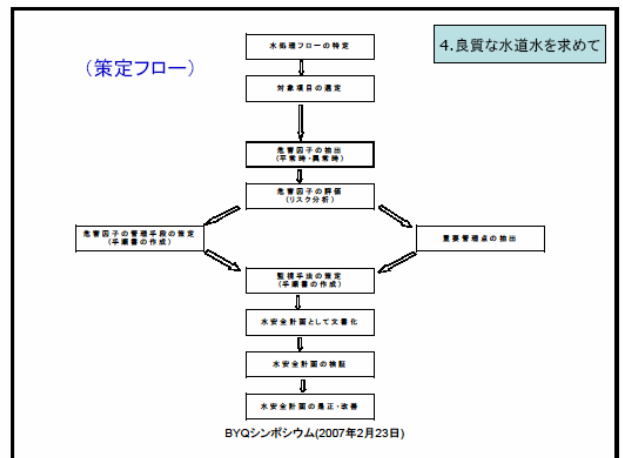 4.良質な水道水を求めて
(策定フロー)
水処理フローの特定
対象項目の選定
危害因子の抽出
(平常時・異常時)
危害因子の評価
(リスク分析)
危害因子の管理手段の策定
(手順書の作成)
重要管理点の抽出
監視手法の策定
(手順書の作成)
水安全計画として文書化
水安全計画の検証
水安全計画の是正・改善
BYQシンポシウム(2007年2月23日)